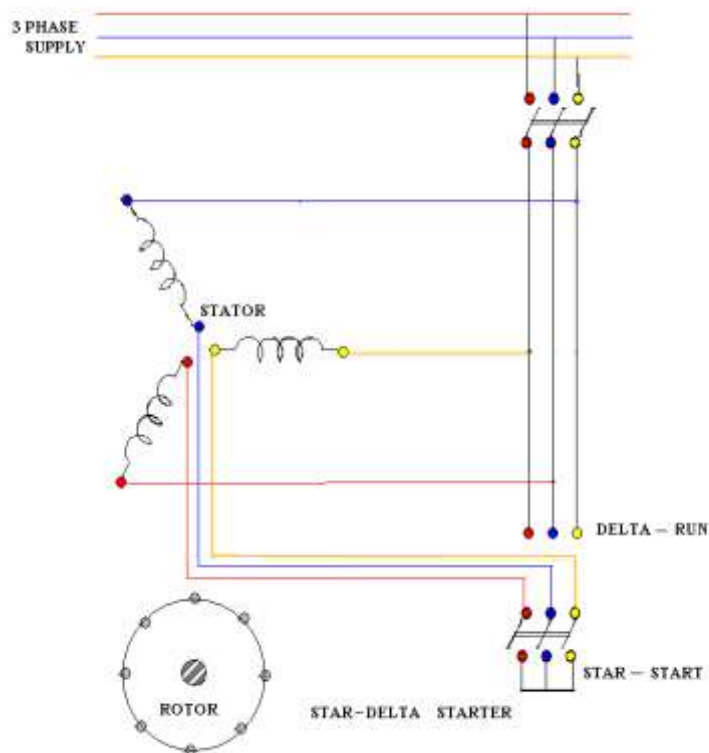 3 PHASE
SUPPLY
STATOR
DELTA – RUN
STAR – START
ROTOR
STAR-DELTA STARTER